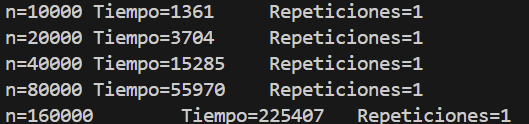 n=10000 Tiempo=1361 Repeticiones=1
n=20000 Tiempo=3704 Repeticiones=1
n=40000 Tiempo=15285 Repeticiones=1
n=80000 Tiempo=55970 Repeticiones=1
n=160000 Tiempo=225407 Repeticiones=1